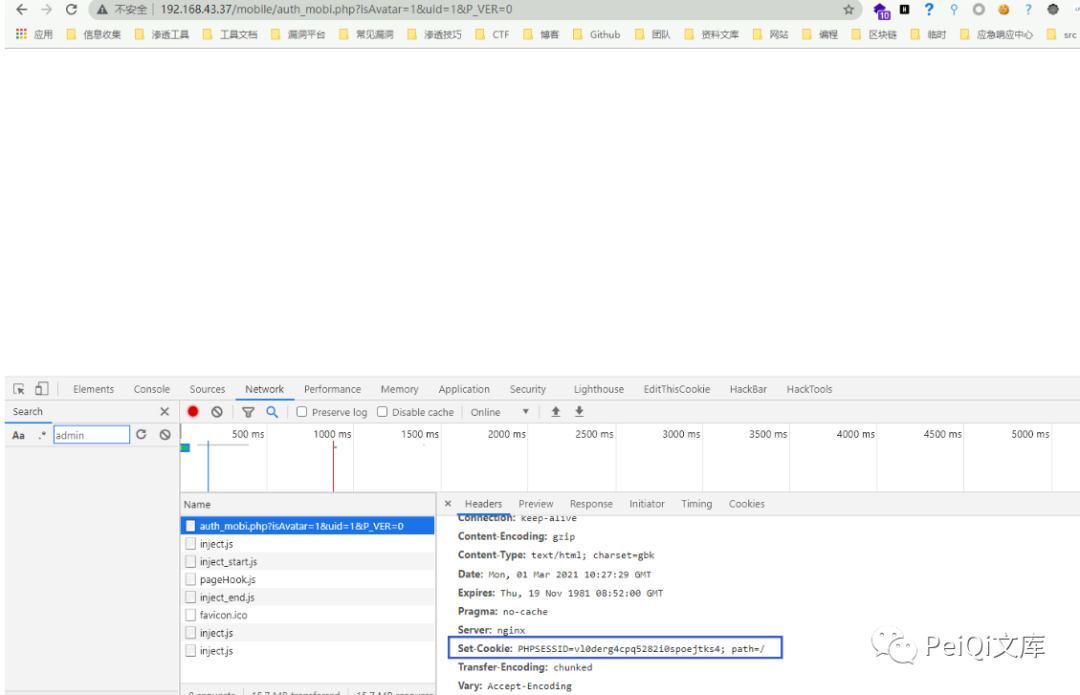 不安全 192.168.43.37/mobile/auth_mobi.php?isAvatar=1&uid=1&P_VER=0
10
应用 信息收集 渗透工具 工具文档 漏洞平台 常见漏洞 渗透技巧 CTF 博客 Github 团队 资料文库 网站 编程 区块链 临时 应急响应中心 src
Elements Console Sources Network Performance Memory Application Security Lighthouse EditThisCookie HackBar HackTools
Search
Preserve log Disable cache Online
Aa .* admin
500 ms 1000 ms 1500 ms 2000 ms 2500 ms 3000 ms 3500 ms 4000 ms 4500 ms 5000 ms
Name
auth_mobi.php?isAvatar=1&uid=1&P_VER=0
inject.js
inject_start.js
pageHook.js
inject_end.js
favicon.ico
inject.js
inject.js
Headers Preview Response Initiator Timing Cookies
Connection: keep-alive
Content-Encoding: gzip
Content-Type: text/html; charset=gbk
Date: Mon, 01 Mar 2021 10:27:29 GMT
Expires: Thu, 19 Nov 1981 08:52:00 GMT
Pragma: no-cache
Server: nginx
Set-Cookie: PHPSESSID=vl0derg4cpq5282i0spoejtks4; path=/
Transfer-Encoding: chunked
Vary: Accept-Encoding
PeiQi文库